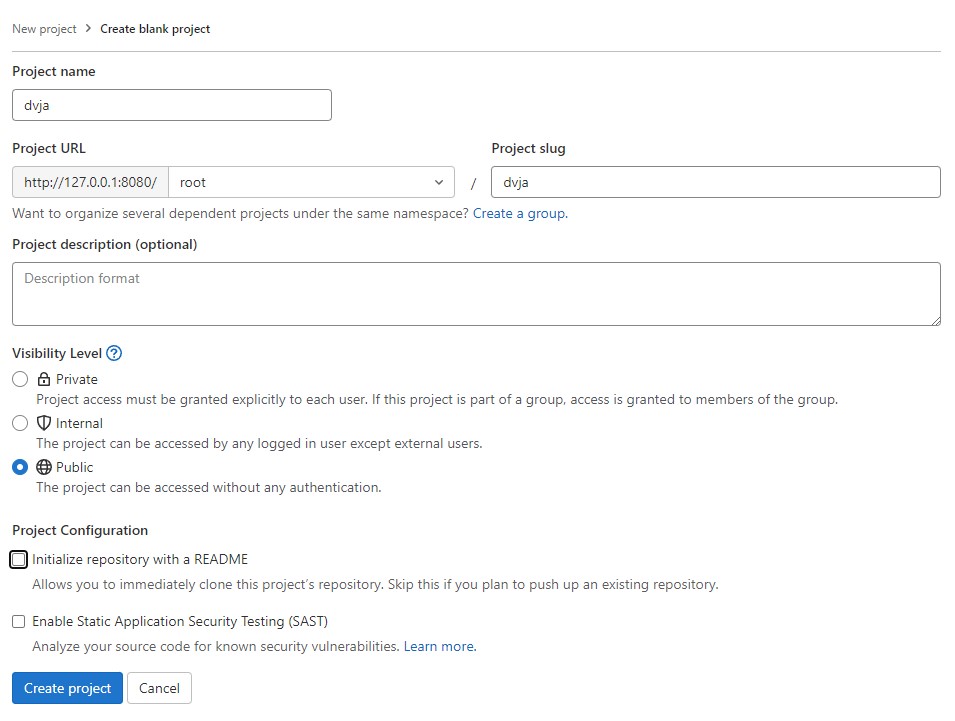 New project > Create blank project
Project name
dvja
Project URL
Project slug
http://127.0.0.1:8080/ root / dvja
Want to organize several dependent projects under the same namespace? Create a group.
Project description (optional)
Description format
Visibility Level ?
Private
Project access must be granted explicitly to each user. If this project is part of a group, access is granted to members of the group.
Internal
The project can be accessed by any logged in user except external users.
Public
The project can be accessed without any authentication.
Project Configuration
Initialize repository with a README
Allows you to immediately clone this project's repository. Skip this if you plan to push up an existing repository.
Enable Static Application Security Testing (SAST)
Analyze your source code for known security vulnerabilities. Learn more.
Create project Cancel